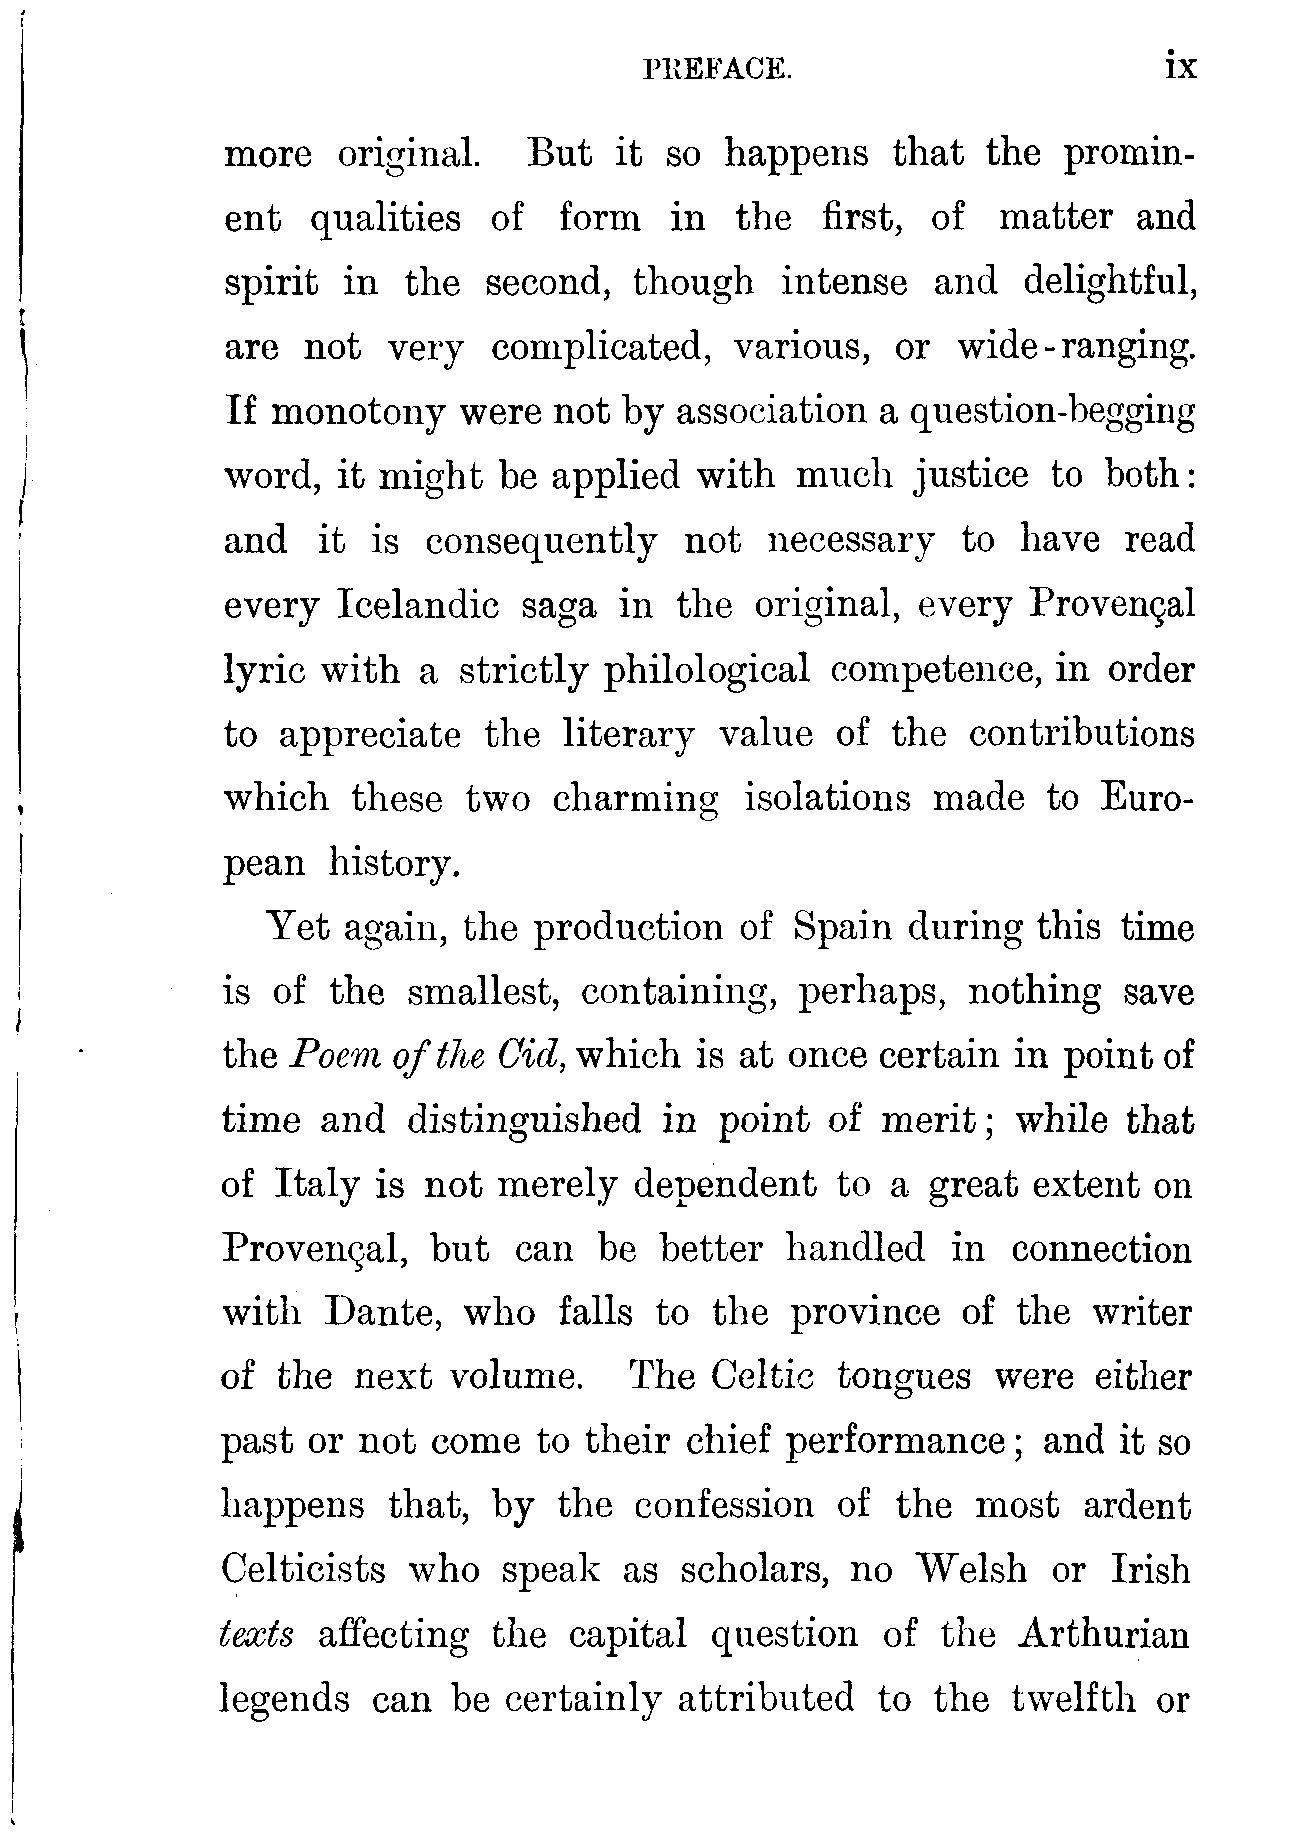 PREFACE. ix
more original. But it so happens that the promin-
ent qualities of form in the first, of matter and
spirit in the second, though intense and delightful,
are not very complicated, various, or wide-ranging.
If monotony were not by association a question-begging
word, it might be applied with much justice to both:
and it is consequently not necessary to have read
every Icelandic saga in the original, every Provençal
lyric with a strictly philological competence, in order
to appreciate the literary value of the contributions
which these two charming isolations made to Euro-
pean history.
Yet again, the production of Spain during this time
is of the smallest, containing, perhaps, nothing save
the Poem of the Cid, which is at once certain in point of
time and distinguished in point of merit; while that
of Italy is not merely dependent to a great extent on
Provençal, but can be better handled in connection
with Dante, who falls to the province of the writer
of the next volume. The Celtic tongues were either
past or not come to their chief performance; and it so
happens that, by the confession of the most ardent
Celticists who speak as scholars, no Welsh or Irish
texts affecting the capital question of the Arthurian
legends can be certainly attributed to the twelfth or